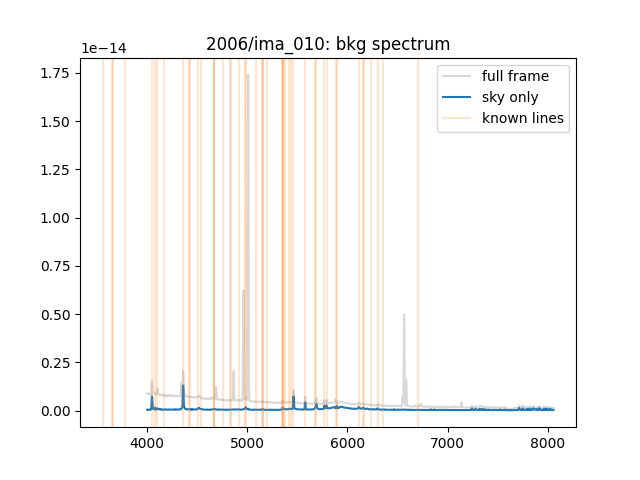 2006/ima_010: bkg spectrum
1e−14
full frame
sky only
known lines
1.75
1.50
1.25
1.00
0.75
0.50
0.25
0.00
4000 5000 6000 7000 8000